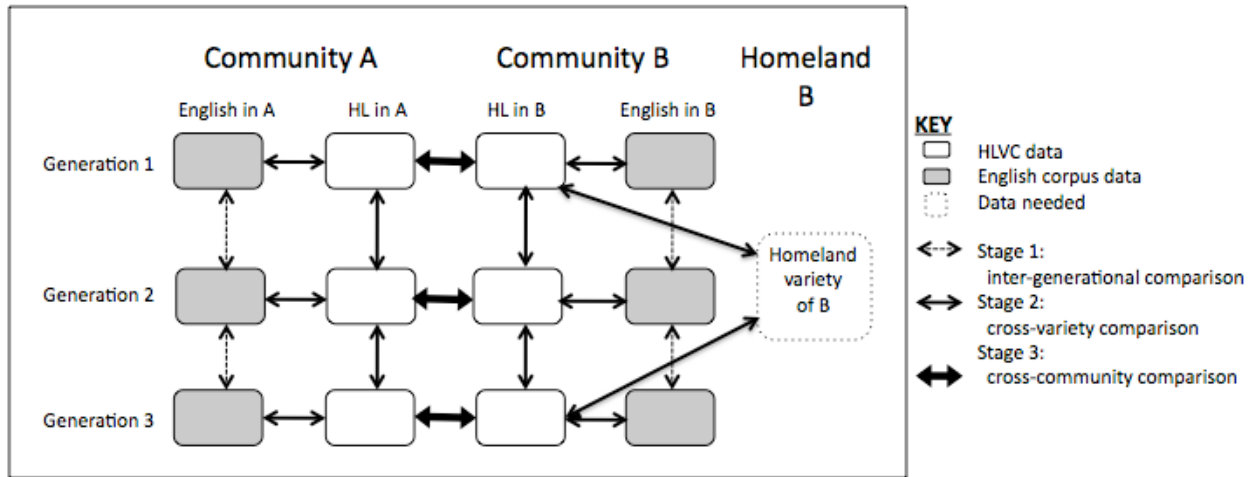 Community A
Community B
Homeland
B
English in A
HL in A
HL in B
English in B
Generation 1
Generation 2
Generation 3
Homeland
variety
of B
KEY
HLVC data
English corpus data
Data needed
Stage 1:
inter-generational comparison
Stage 2:
cross-variety comparison
Stage 3:
cross-community comparison